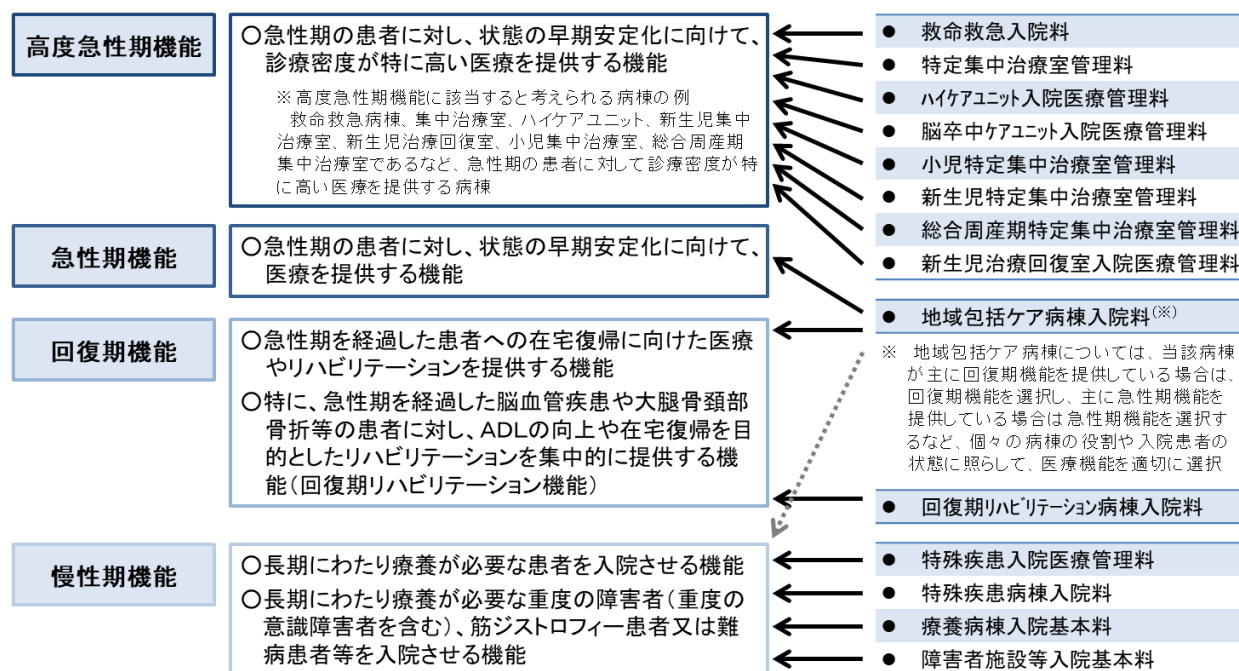 高度急性期機能
○急性期の患者に対し、状態の早期安定化に向けて、
診療密度が特に高い医療を提供する機能
※高度急性期機能に該当すると考えられる病棟の例
救命救急病棟、集中治療室、ハイケアユニット、新生児集中
治療室、新生児治療回復室、小児集中治療室、総合周産期
集中治療室であるなど、急性期の患者に対して診療密度が特
に高い医療を提供する病棟
急性期機能
○急性期の患者に対し、状態の早期安定化に向けて、
医療を提供する機能
回復期機能
○急性期を経過した患者への在宅復帰に向けた医療
やリハビリテーションを提供する機能
○特に、急性期を経過した脳血管疾患や大腿骨頚部
骨折等の患者に対し、ADLの向上や在宅復帰を目
的としたリハビリテーションを集中的に提供する機
能(回復期リハビリテーション機能)
慢性期機能
○長期にわたり療養が必要な患者を入院させる機能
○長期にわたり療養が必要な重度の障害者(重度の
意識障害者を含む)、筋ジストロフィー患者又は難
病患者等を入院させる機能
● 救命救急入院料
● 特定集中治療室管理料
● ハイケアユニット入院医療管理料
● 脳卒中ケアユニット入院医療管理料
● 小児特定集中治療室管理料
● 新生児特定集中治療室管理料
● 総合周産期特定集中治療室管理料
● 新生児治療回復室入院医療管理料
● 地域包括ケア病棟入院料(※)
※ 地域包括ケア病棟については、当該病棟
が主に回復期機能を提供している場合は、
回復期機能を選択し、主に急性期機能を
提供している場合は急性期機能を選択す
るなど、個々の病棟の役割や入院患者の
状態に照らして、医療機能を適切に選択
● 回復期リハビリテーション病棟入院料
● 特殊疾患入院医療管理料
● 特殊疾患病棟入院料
● 療養病棟入院基本料
● 障害者施設等入院基本料